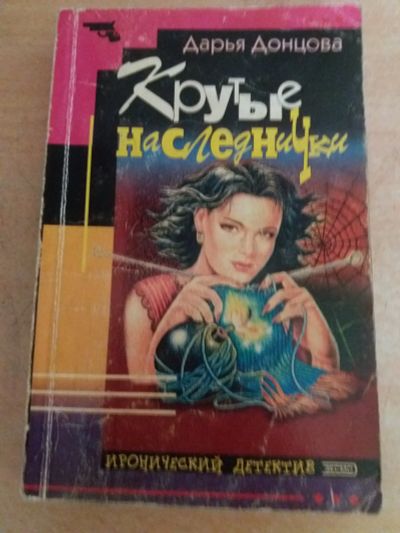 Дарья Донцова
Крутые
наследнички
ИРОНИЧЕСКИЙ ДЕТЕКТИВ